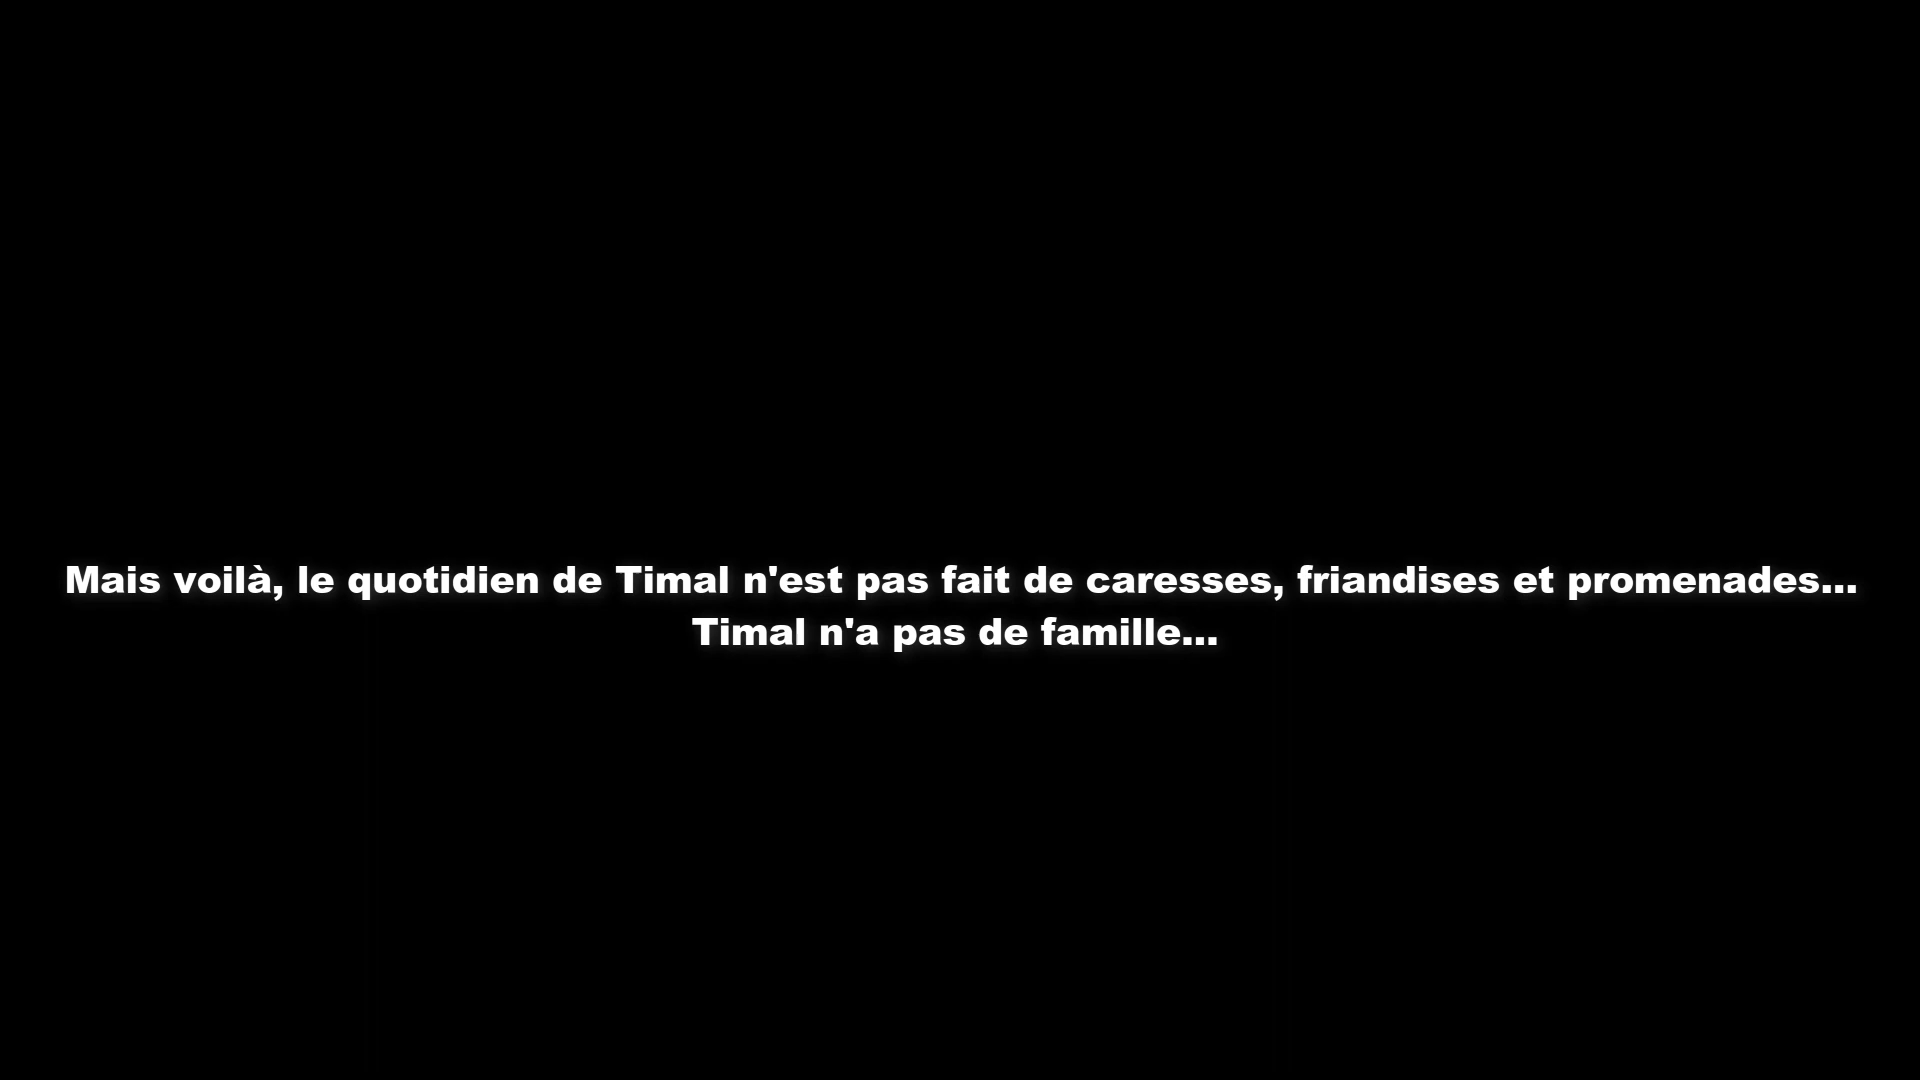 Mais voilà, le quotidien de Timal n'est pas fait de caresses, friandises et promenades...
Timal n'a pas de famille...